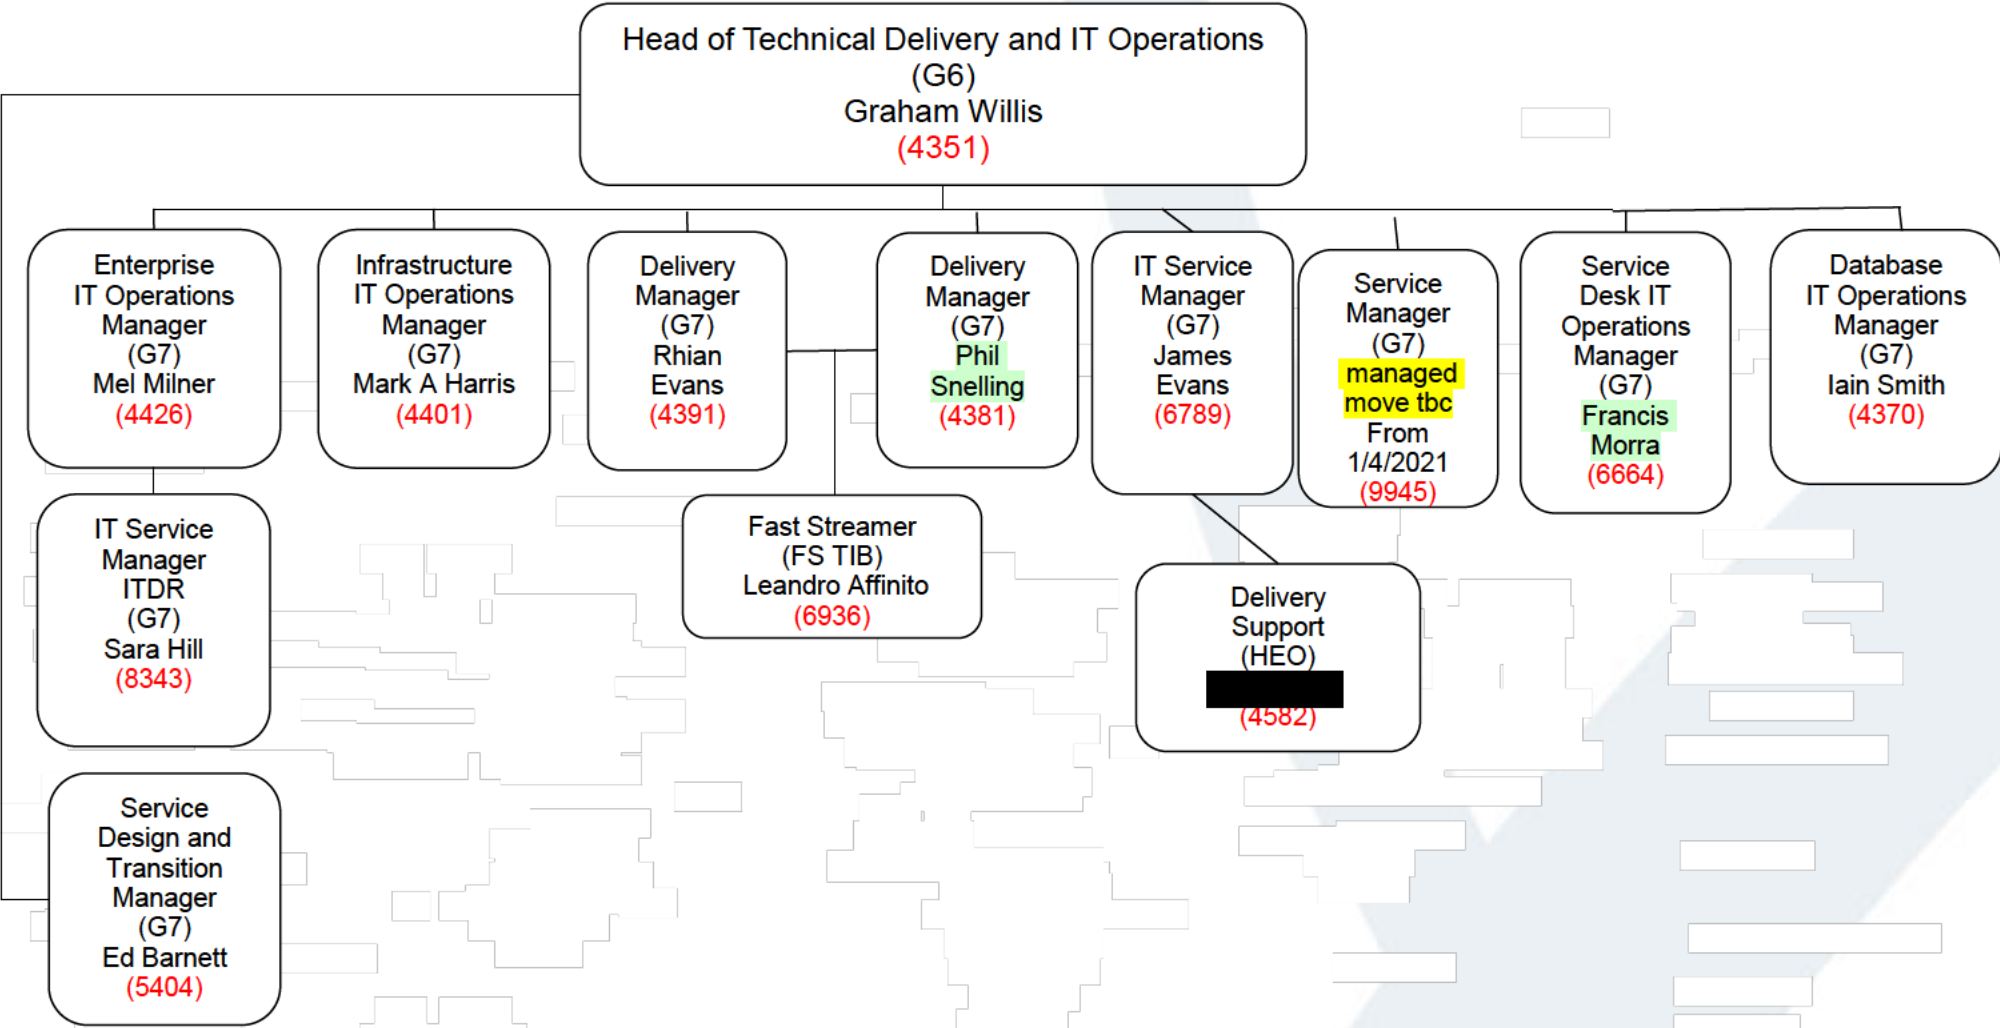 Head of Technical Delivery and IT Operations
(G6)
Graham Willis
(4351)
Enterprise
IT Operations
Manager
(G7)
Mel Milner
(4426)
Infrastructure
IT Operations
Manager
(G7)
Mark A Harris
(4401)
Delivery
Manager
(G7)
Rhian
Evans
(4391)
Delivery
Manager
(G7)
Phil
Snelling
(4381)
IT Service
Manager
(G7)
James
Evans
(6789)
Service
Manager
(G7)
managed
move tbc
From
1/4/2021
(9945)
Service
Desk IT
Operations
Manager
(G7)
Francis
Morra
(6664)
Database
IT Operations
Manager
(G7)
Iain Smith
(4370)
IT Service
Manager
ITDR
(G7)
Sara Hill
(8343)
Fast Streamer
(FS TIB)
Leandro Affinito
(6936)
Delivery
Support
(HEO)
(4582)
Service
Design and
Transition
Manager
(G7)
Ed Barnett
(5404)